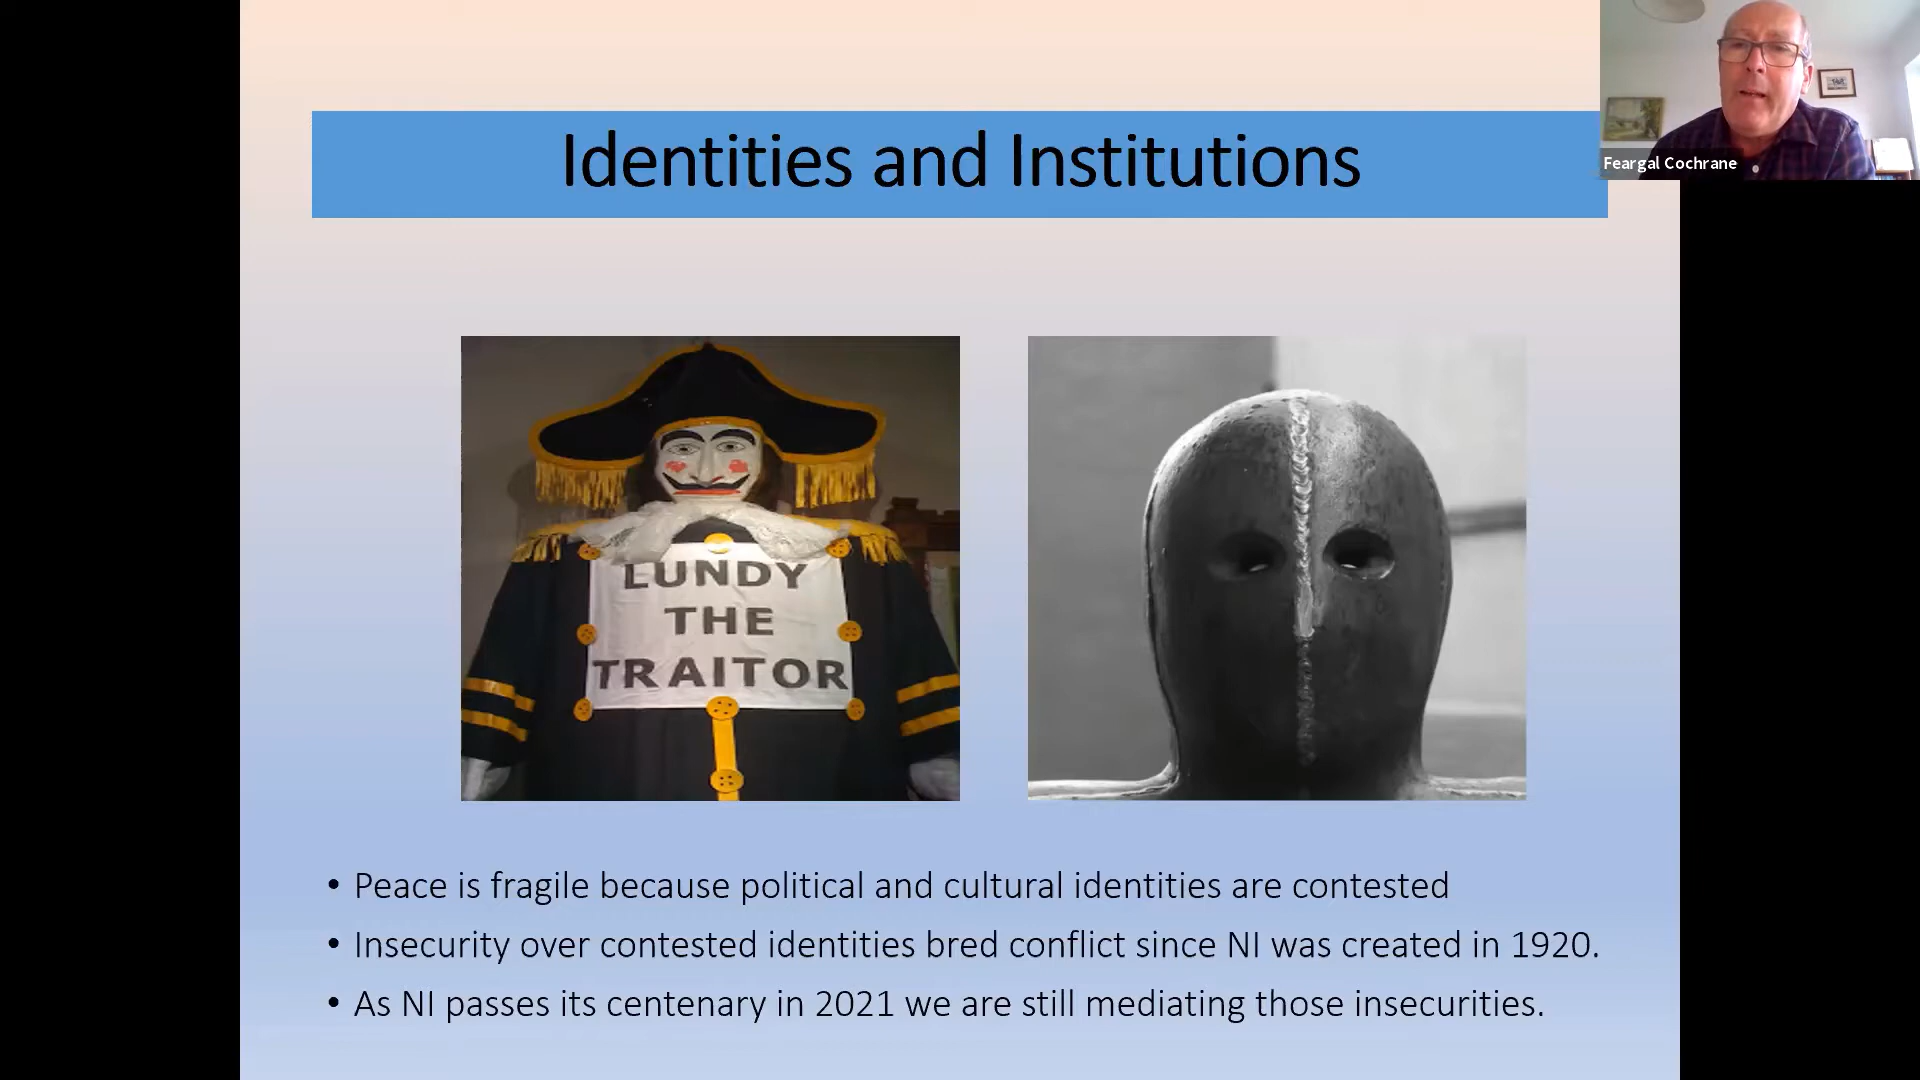 Identities and Institutions
Feargal Cochrane
LUNDY
THE
TRAITOR
• Peace is fragile because political and cultural identities are contested
• Insecurity over contested identities bred conflict since NI was created in 1920.
• As NI passes its centenary in 2021 we are still mediating those insecurities.